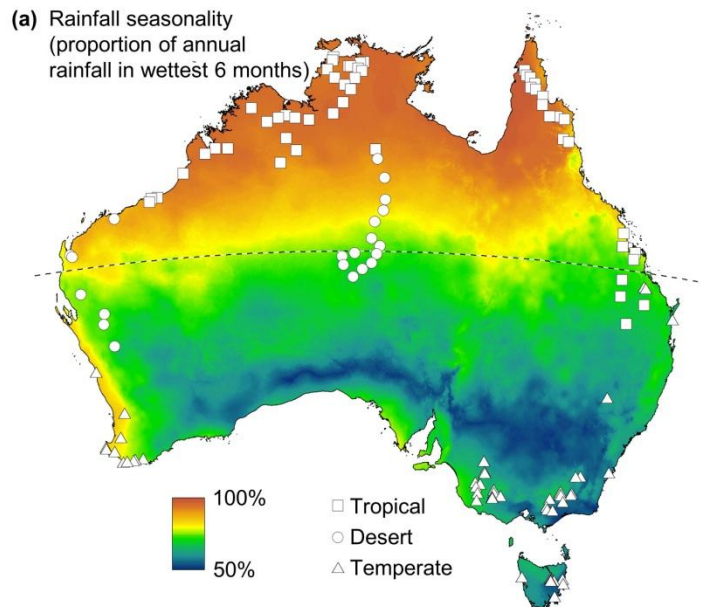 (a) Rainfall seasonality
(proportion of annual
rainfall in wettest 6 months)
100%
50%
Tropical
Desert
Temperate